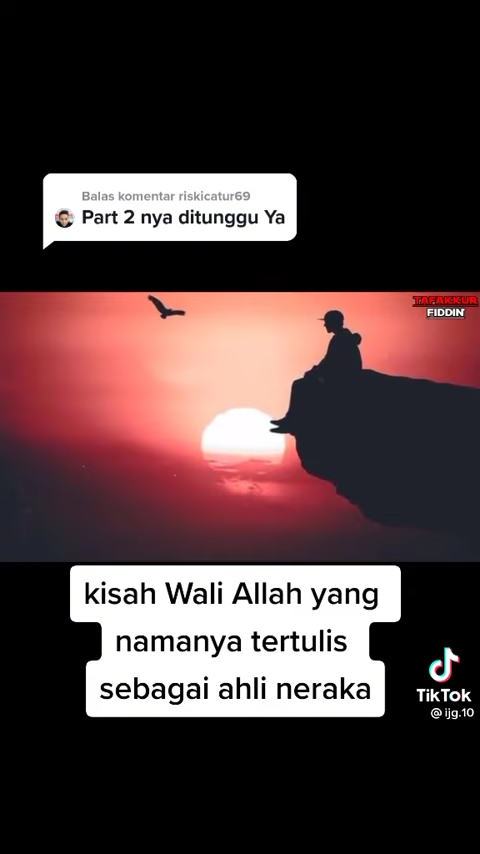 Balas komentar riskicatur69
Part 2 nya ditunggu Ya
TAFAKKUR
FIDDIN
kisah Wali Allah yang
namanya tertulis
sebagai ahli neraka
TikTok
@ijg.10